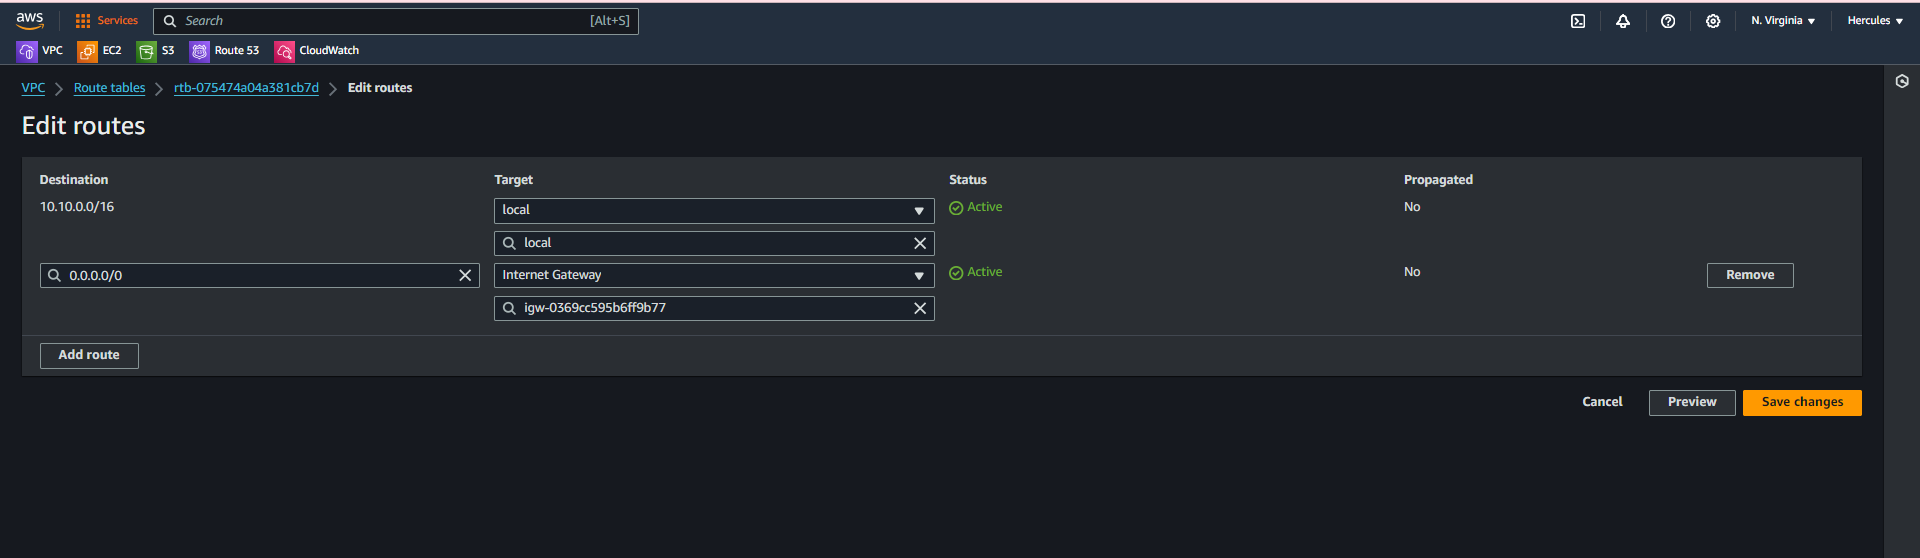 aws Services Search [Alt+S] N. Virginia Hercules
VPC EC2 S3 Route 53 CloudWatch
VPC Route tables rtb-075474a04a381cb7d Edit routes
Edit routes
Destination Target Status Propagated
10.10.0.0/16 local Active No
local
0.0.0.0/0 Internet Gateway Active No Remove
igw-0369cc595b6ff9b77
Add route
Cancel Preview Save changes